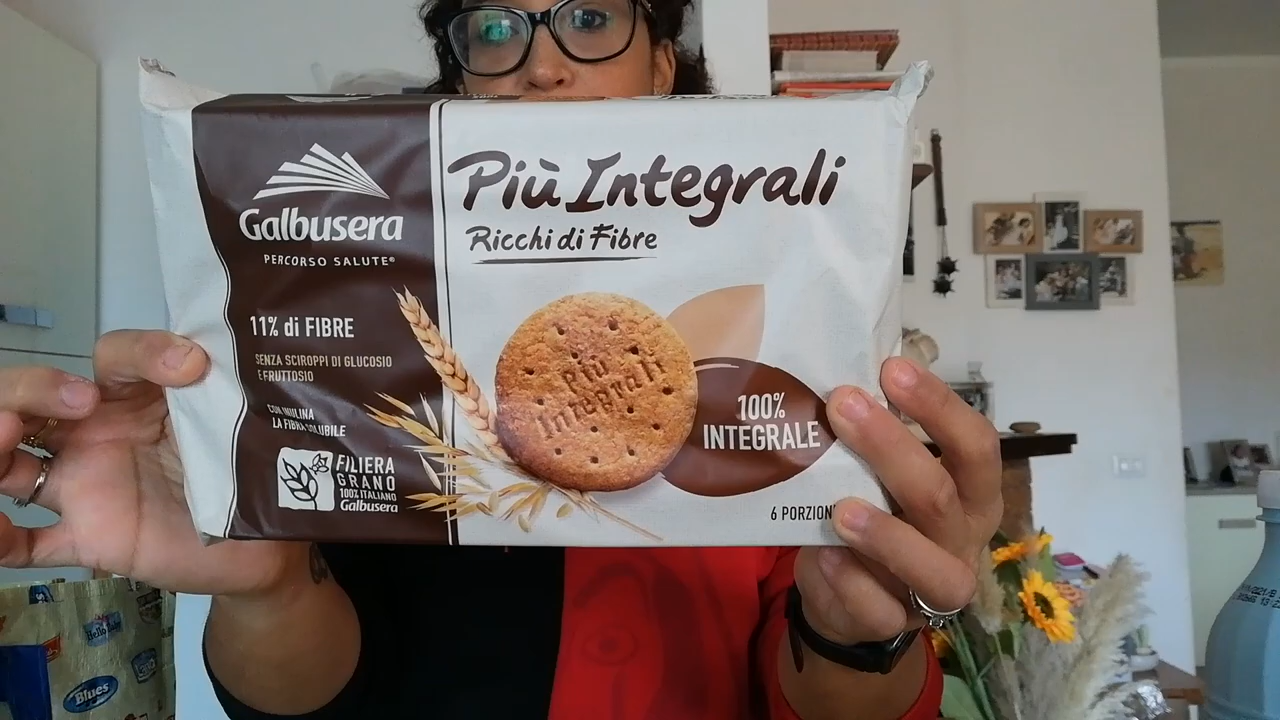 Galbusera
PERCORSO SALUTE®
11% di FIBRE
SENZA SCIROPPI DI GLUCOSIO
E FRUTTOSIO
CON INULINA
LA FIBRA SOLUBILE
FILIERA
GRANO
100% ITALIANO
Galbusera
Più Integrali
Ricchi di Fibre
Più
Integrali
100%
INTEGRALE
6 PORZIONI
Blues